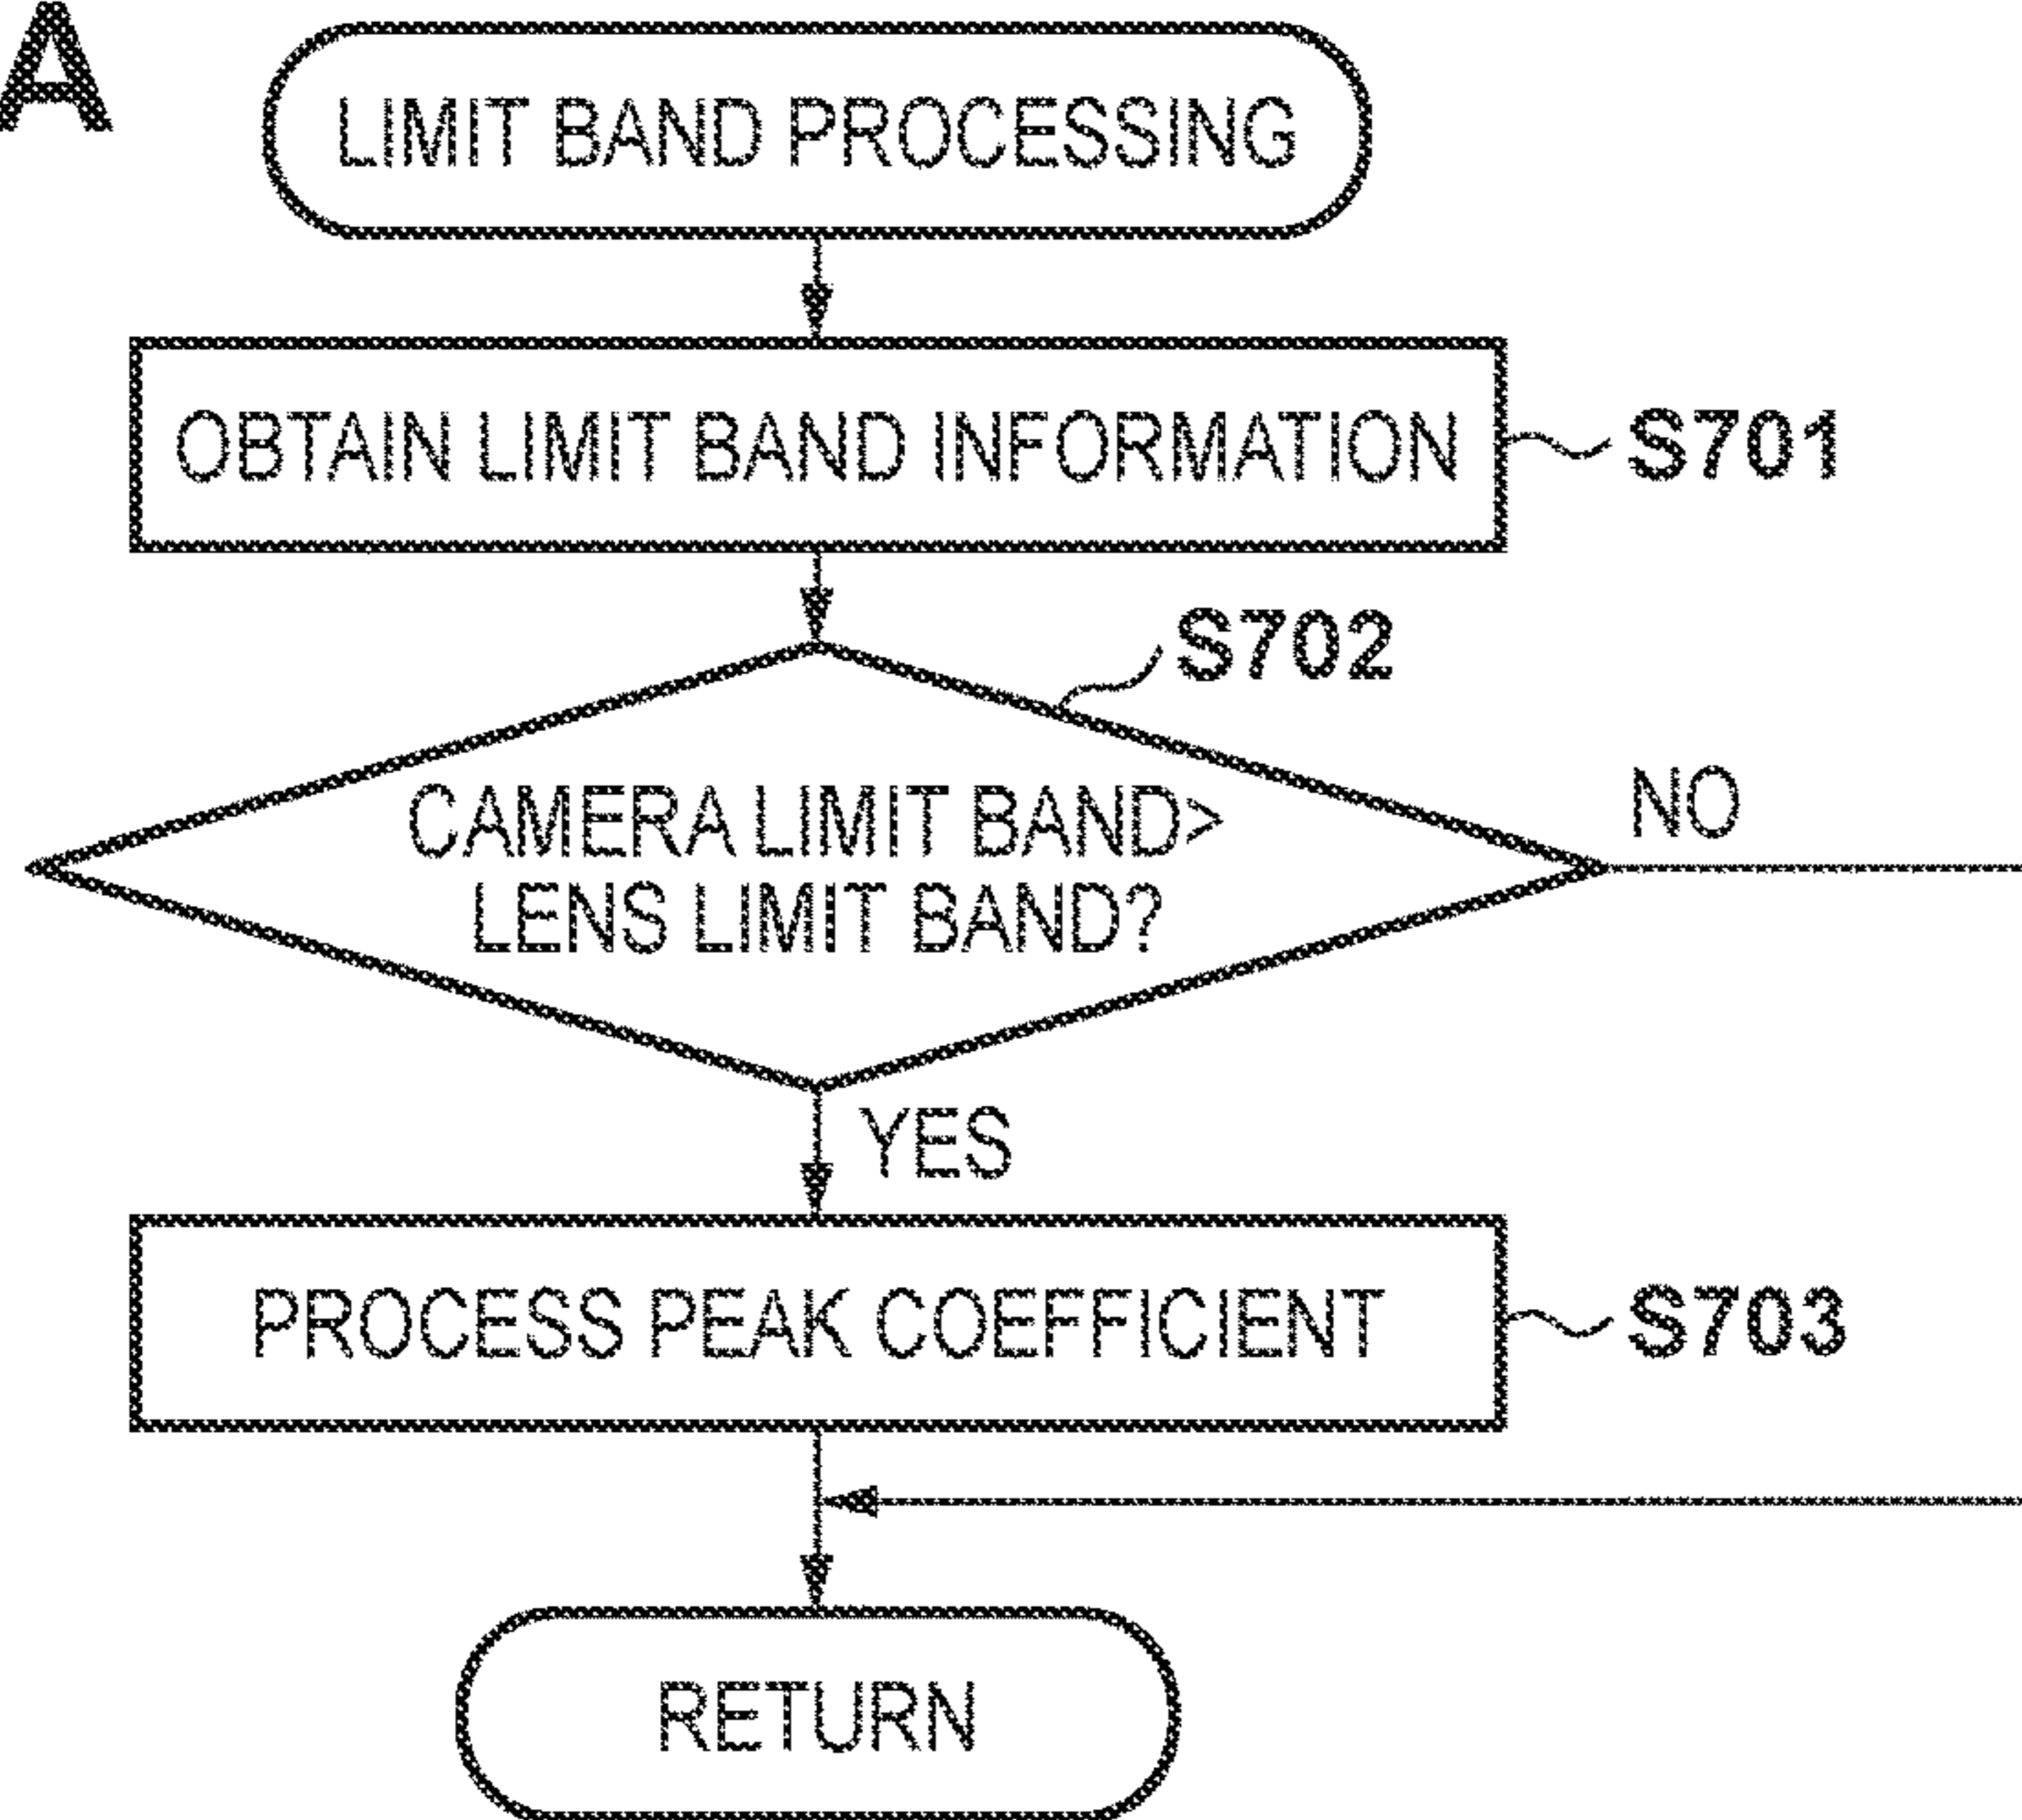 A
LIMIT BAND PROCESSING
OBTAIN LIMIT BAND INFORMATION
S701
S702
CAMERA LIMIT BAND>
LENS LIMIT BAND?
NO
YES
PROCESS PEAK COEFFICIENT
S703
RETURN